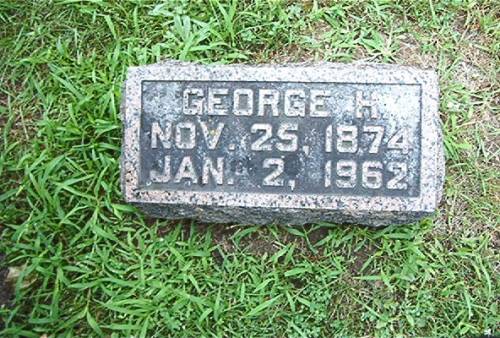 GEORGE H.
NOV. 25, 1874
JAN. 2, 1962